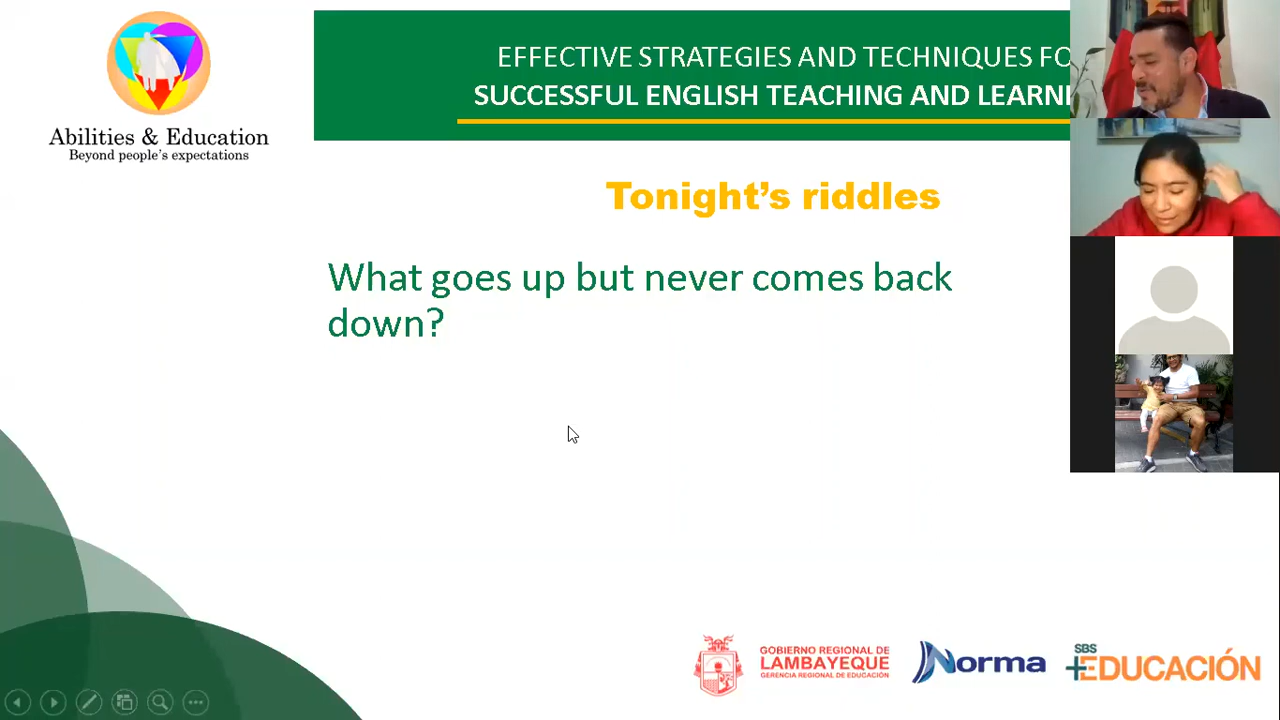 Abilities & Education
Beyond people's expectations
EFFECTIVE STRATEGIES AND TECHNIQUES FO
SUCCESSFUL ENGLISH TEACHING AND LEARNI
Tonight's riddles
What goes up but never comes back
down?
GOBIERNO REGIONAL DE
LAMBAYEQUE
GERENCIA REGIONAL DE EDUCACIÓN
Norma
SBS
+EDUCACIÓN